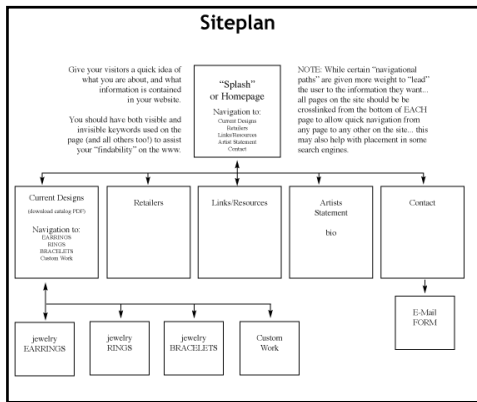 Siteplan
Give your visitors a quick idea of
what you are about, and what
information is contained
in your website.
You should have both visible and
invisible keywords used on the
page (and all others too!) to assist
your "findability" on the www.
"Splash"
or Homepage
Navigation to:
Current Designs
Retailers
Links/Resources
Artist Statement
Contact
NOTE: While certain "navigational
paths" are given more weight to "lead"
the user to the information they want...
all pages on the site should be be
crosslinked from the bottom of EACH
page to allow quick navigation from
any page to any other on the site... this
may also help with placement in some
search engines.
Current Designs
(download catalog PDF)
Navigation to:
EARRINGS
RINGS
BRACELETS
Custom Work
Retailers
Links/Resources
Artists
Statement
bio
Contact
jewelry
EARRINGS
jewelry
RINGS
jewelry
BRACELETS
Custom
Work
E-Mail
FORM